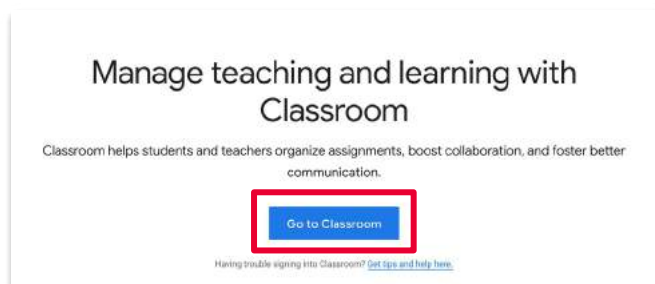 Manage teaching and learning with
Classroom
Classroom helps students and teachers organize assignments, boost collaboration, and foster better
communication.
Go to Classroom
Having trouble signing into Classroom? Get tips and help here.